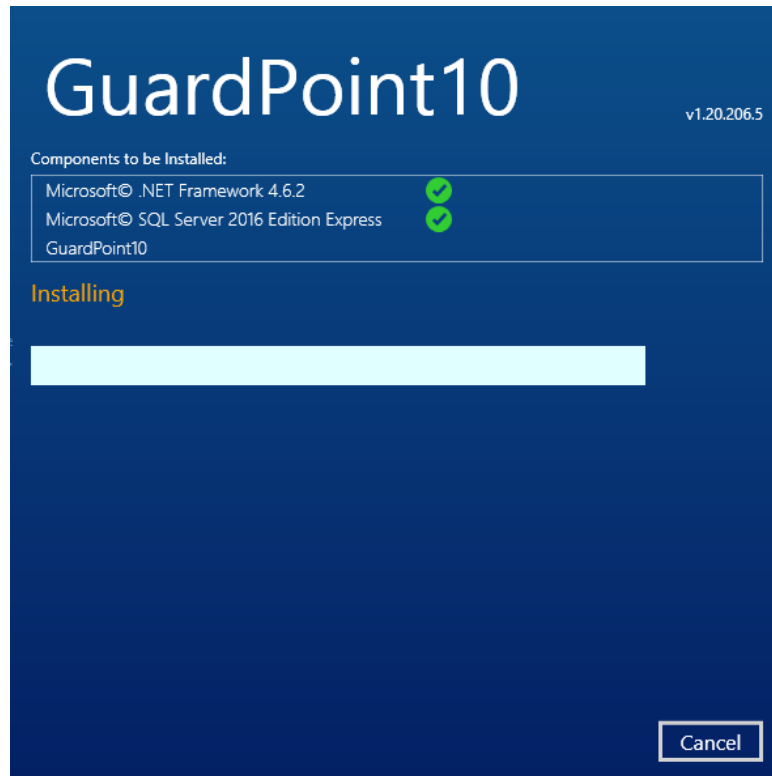 GuardPoint10
v1.20.206.5
Components to be Installed:
Microsoft© .NET Framework 4.6.2
Microsoft© SQL Server 2016 Edition Express
GuardPoint10
Installing
Cancel